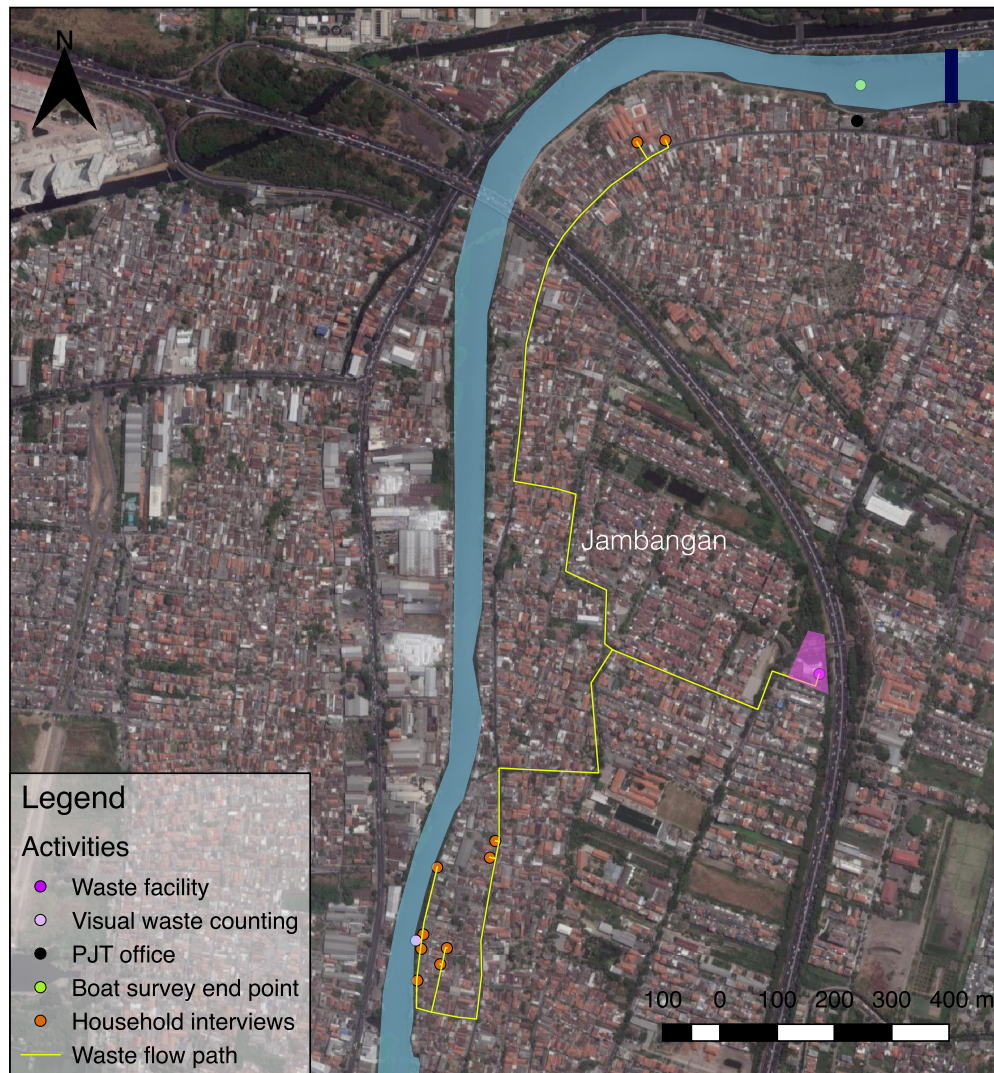 N
Jambangan
Legend
Activities
Waste facility
Visual waste counting
PJT office
Boat survey end point
Household interviews
Waste flow path
100 0 100 200 300 400 m